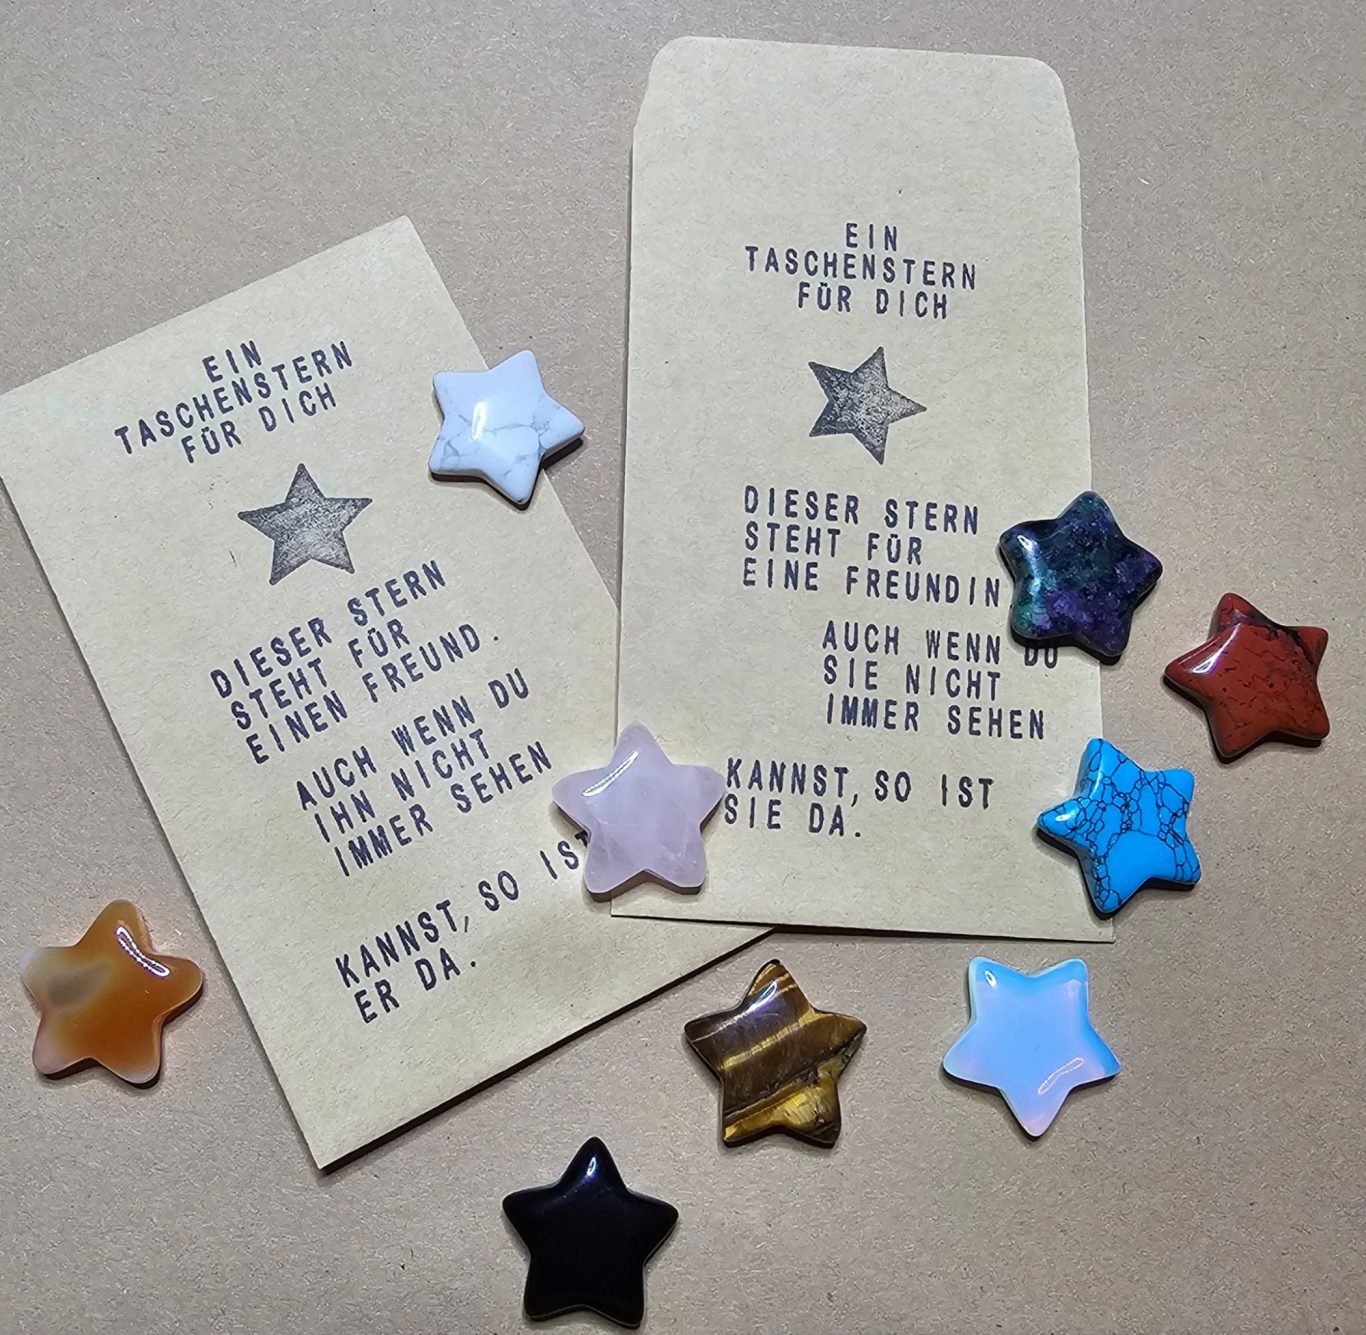 EIN
TASCHENSTERN
FÜR DICH
DIESER STERN
STEHT FÜR
EINEN FREUND.
AUCH WENN DU
IHN NICHT
IMMER SEHEN
KANNST, SO IST
ER DA.
EIN
TASCHENSTERN
FÜR DICH
DIESER STERN
STEHT FÜR
EINE FREUNDIN
AUCH WENN DU
SIE NICHT
IMMER SEHEN
KANNST, SO IST
SIE DA.